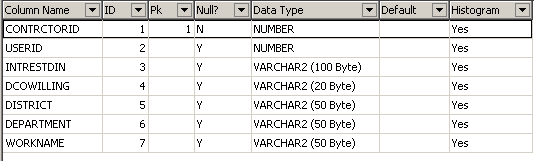 Column Name ID Pk Null? Data Type Default Histogram
CONTRCTORID 1 1 N NUMBER Yes
USERID 2 Y NUMBER Yes
INTRESTDIN 3 Y VARCHAR2 (100 Byte) Yes
DCOWILLING 4 Y VARCHAR2 (20 Byte) Yes
DISTRICT 5 Y VARCHAR2 (50 Byte) Yes
DEPARTMENT 6 Y VARCHAR2 (50 Byte) Yes
WORKNAME 7 Y VARCHAR2 (50 Byte) Yes